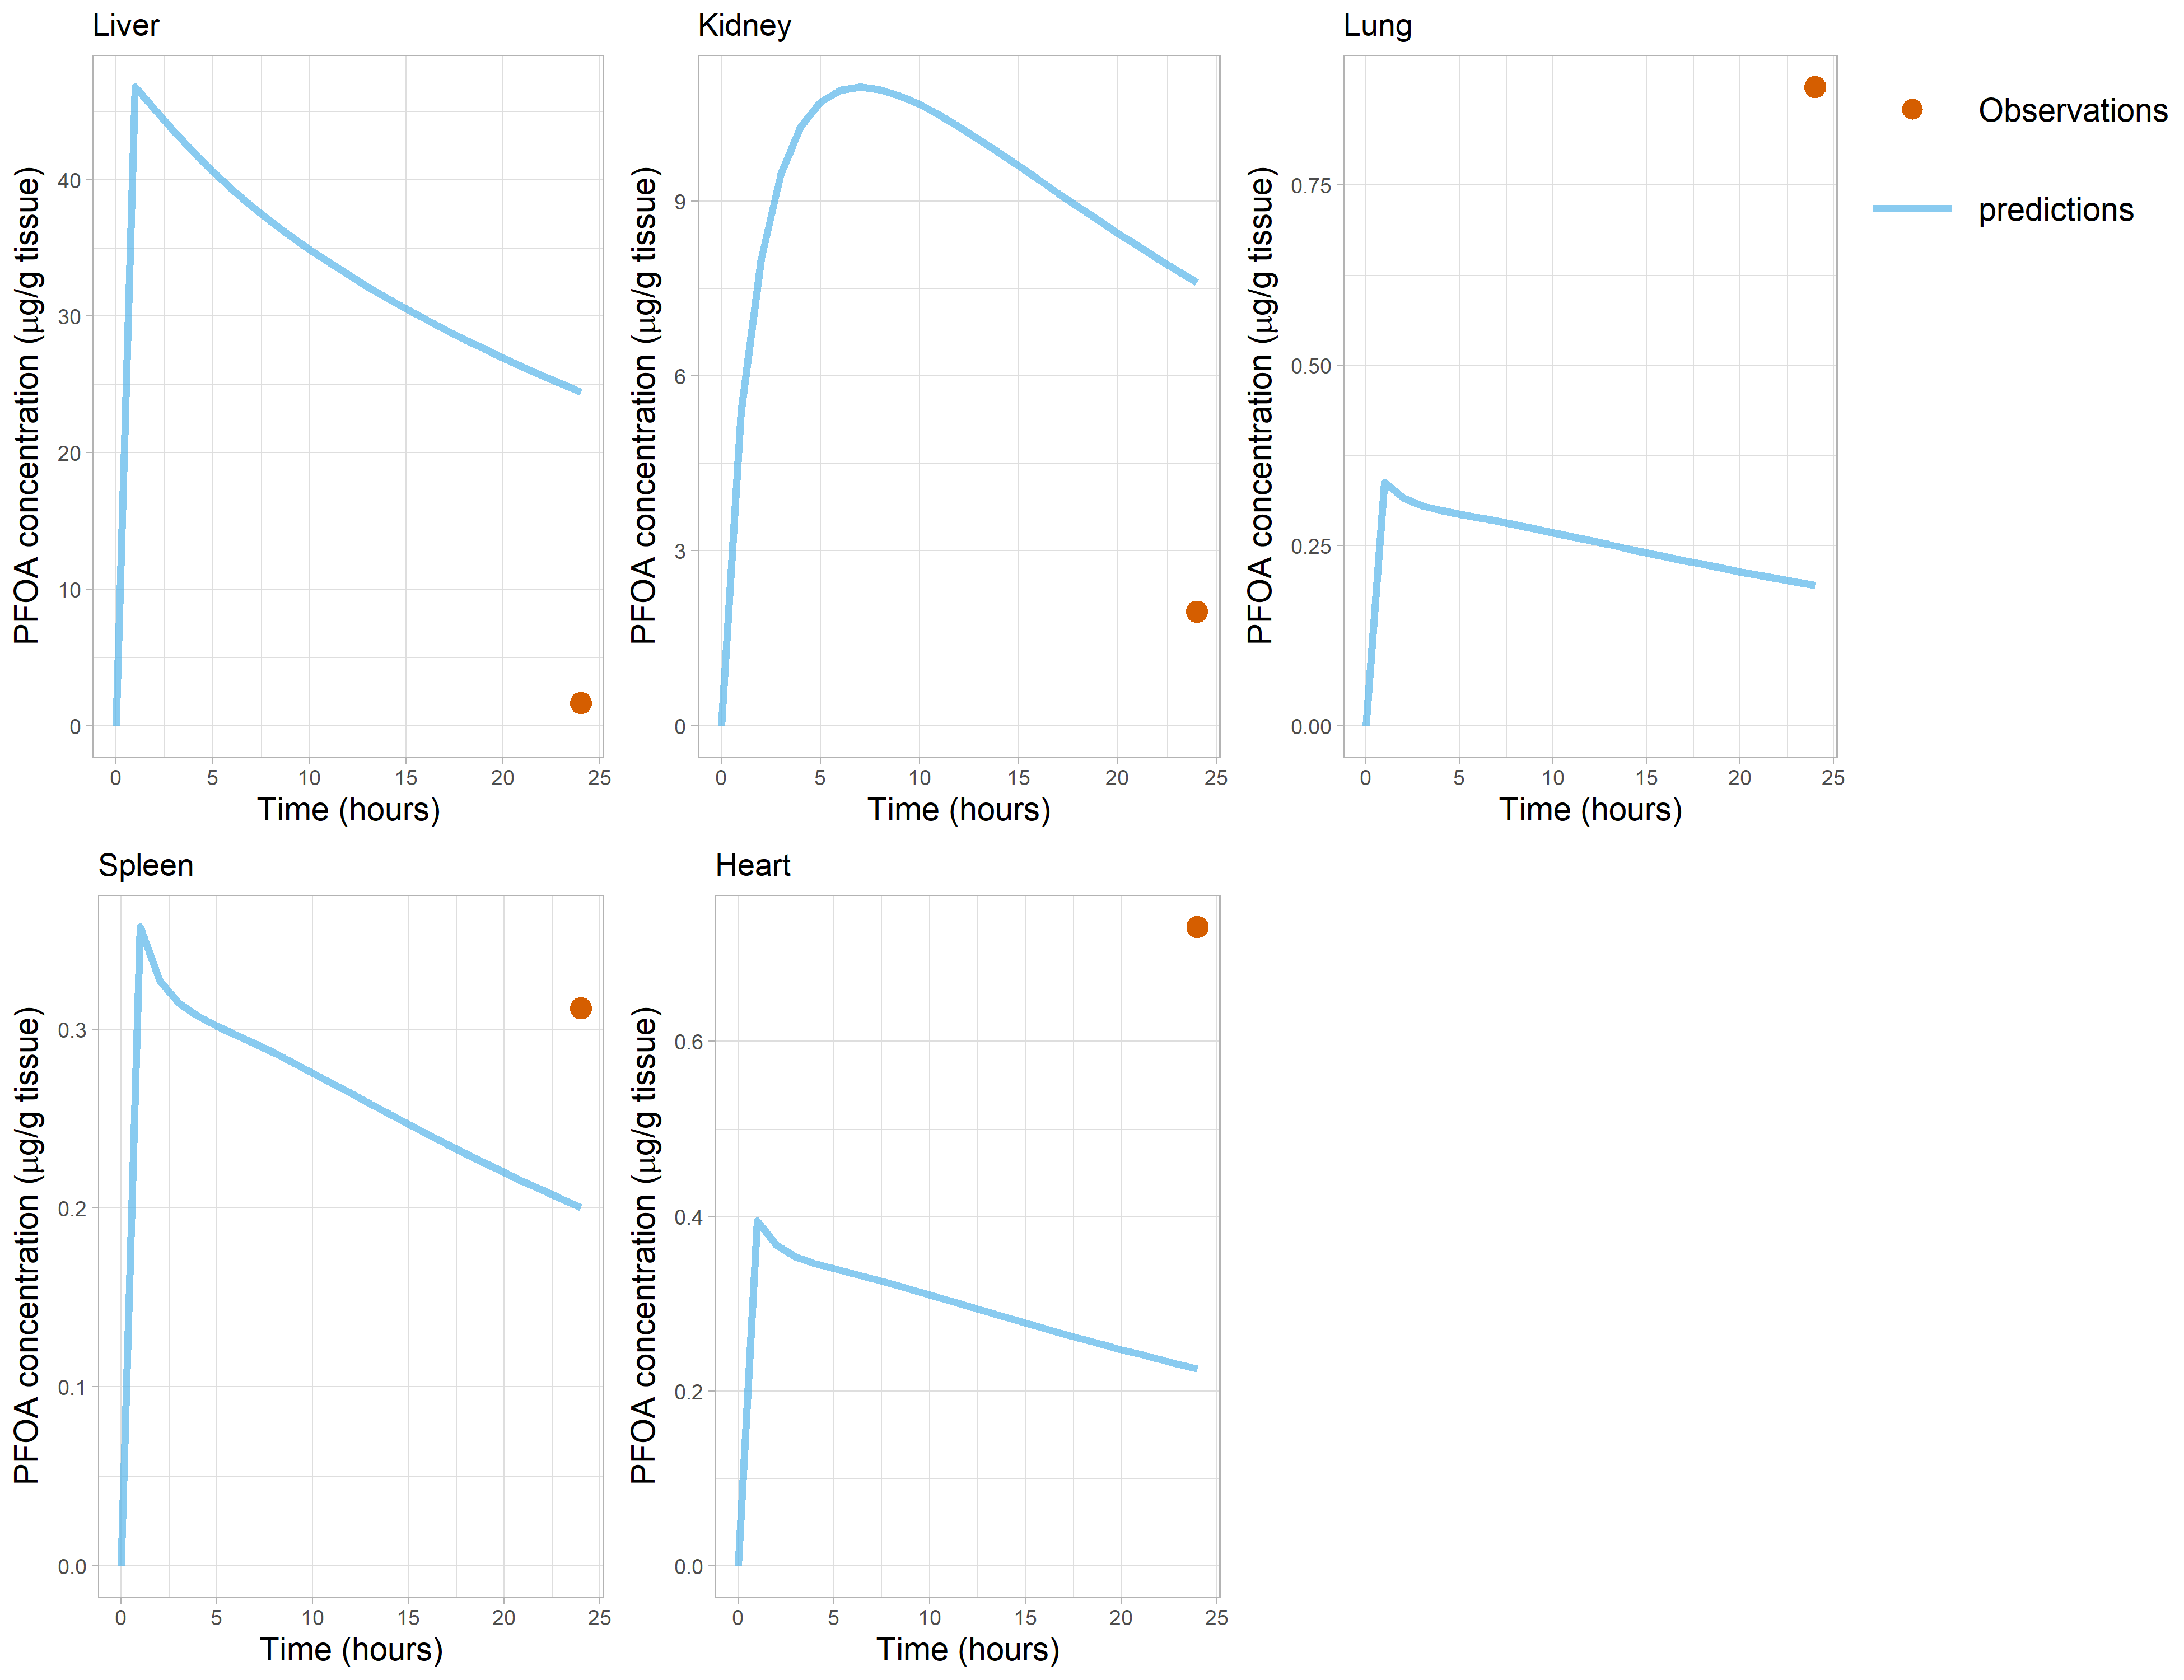 Liver
PFOA concentration (μg/g tissue)
40
30
20
10
0
0 5 10 15 20 25
Time (hours)
Kidney
PFOA concentration (μg/g tissue)
9
6
3
0
0 5 10 15 20 25
Time (hours)
Lung
PFOA concentration (μg/g tissue)
0.75
0.50
0.25
0.00
0 5 10 15 20 25
Time (hours)
Observations
predictions
Spleen
PFOA concentration (μg/g tissue)
0.3
0.2
0.1
0.0
0 5 10 15 20 25
Time (hours)
Heart
PFOA concentration (μg/g tissue)
0.6
0.4
0.2
0.0
0 5 10 15 20 25
Time (hours)